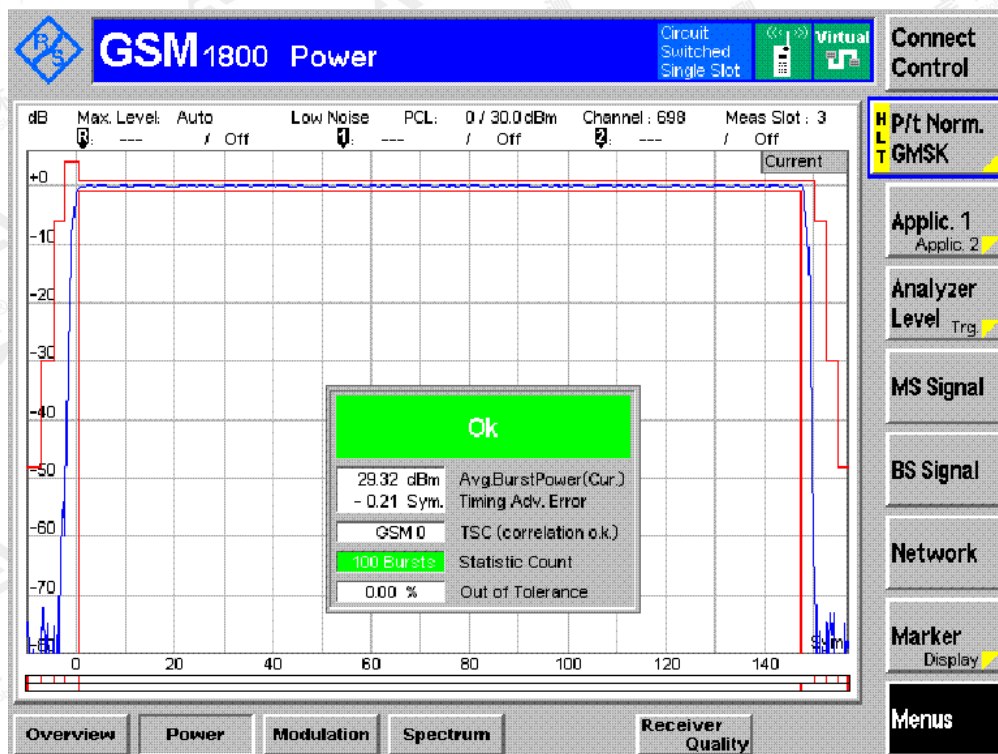 R/S
GSM 1800 Power
Circuit Switched Single Slot
Virtual
Connect Control
dB Max. Level: Auto Low Noise PCL: 0 / 30.0 dBm Channel : 698 Meas Slot : 3
R: --- / Off 1: --- / Off 2: --- / Off
Current
HLT
P/t Norm. GMSK
Applic. 1
Applic. 2
Analyzer Level
Trg.
MS Signal
BS Signal
Network
Marker
Display
Menus
+0
-10
-20
-30
-40
-50
-60
-70
-80
Ok
29.32 dBm Avg.BurstPower(Cur.)
- 0.21 Sym. Timing Adv. Error
GSM 0 TSC (correlation o.k.)
100 Bursts Statistic Count
0.00 % Out of Tolerance
Sym
0 20 40 60 80 100 120 140
Overview Power Modulation Spectrum Receiver Quality